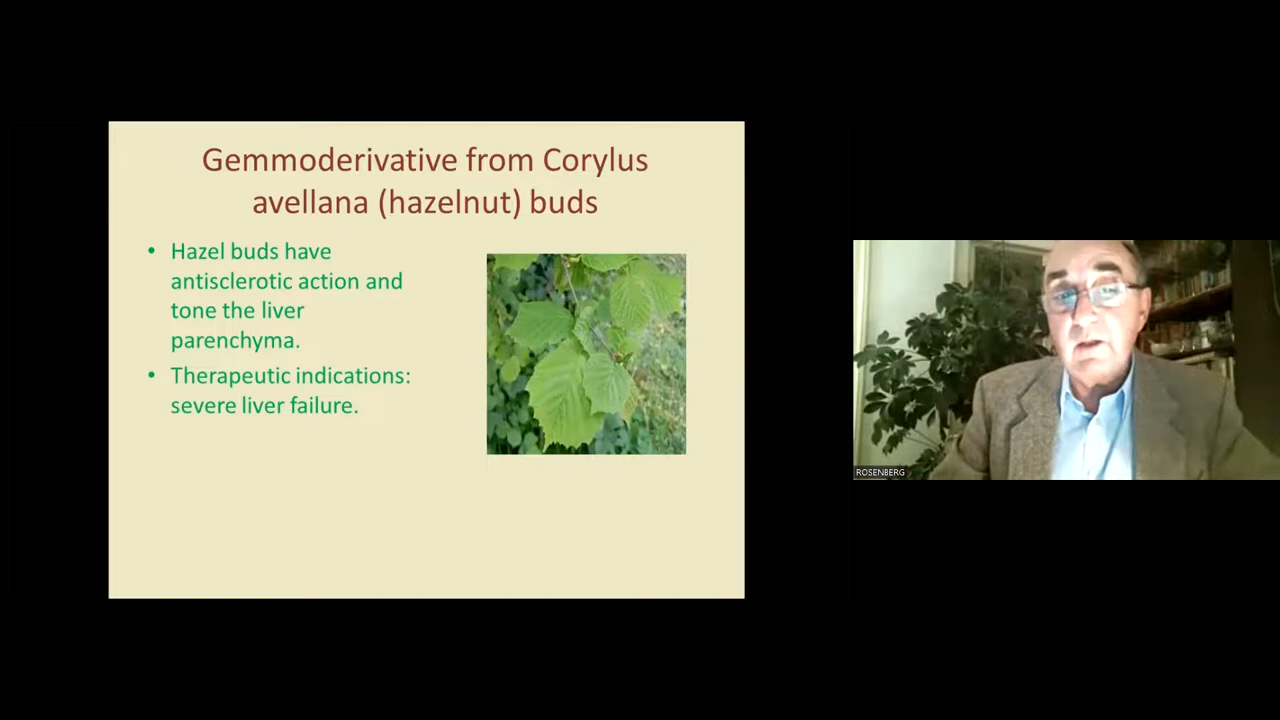 Gemmoderivative from Corylus
avellana (hazelnut) buds
• Hazel buds have
antisclerotic action and
tone the liver
parenchyma.
• Therapeutic indications:
severe liver failure.
ROSENBERG